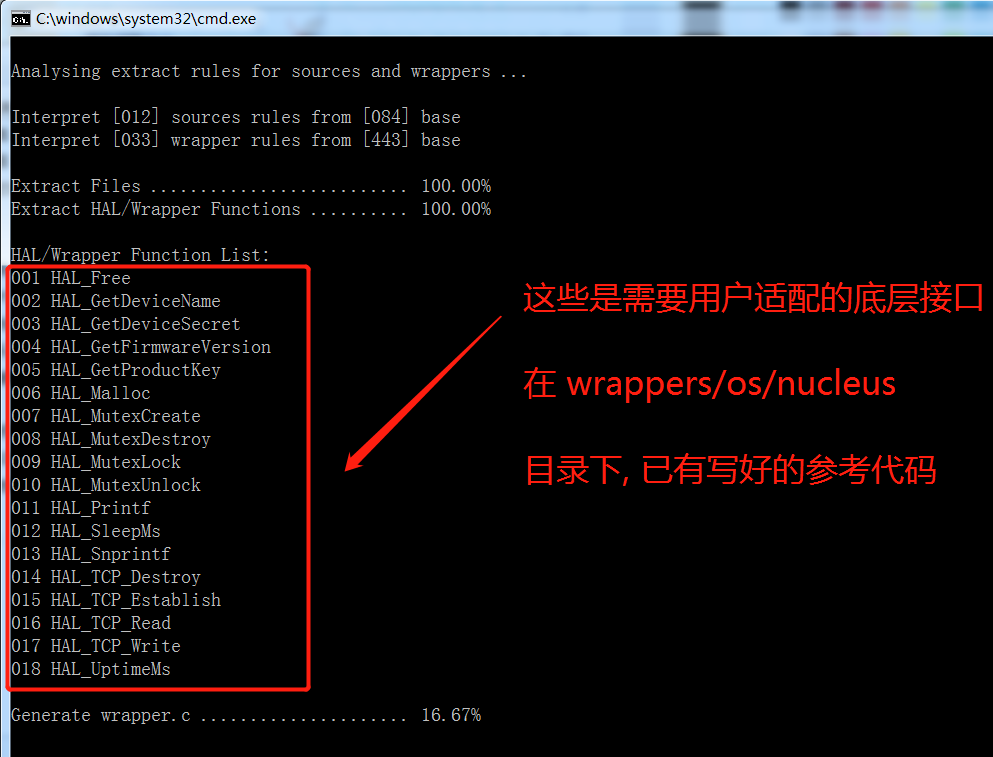 C:\windows\system32\cmd.exe
Analysing extract rules for sources and wrappers ...
Interpret [012] sources rules from [084] base
Interpret [033] wrapper rules from [443] base
Extract Files .......................... 100.00%
Extract HAL/Wrapper Functions .......... 100.00%
HAL/Wrapper Function List:
001 HAL_Free
002 HAL_GetDeviceName
003 HAL_GetDeviceSecret
004 HAL_GetFirmwareVersion
005 HAL_GetProductKey
006 HAL_Malloc
007 HAL_MutexCreate
008 HAL_MutexDestroy
009 HAL_MutexLock
010 HAL_MutexUnlock
011 HAL_Printf
012 HAL_SleepMs
013 HAL_Snprintf
014 HAL_TCP_Destroy
015 HAL_TCP_Establish
016 HAL_TCP_Read
017 HAL_TCP_Write
018 HAL_UptimeMs
Generate wrapper.c ..................... 16.67%
这些是需要用户适配的底层接口
在 wrappers/os/nucleus
目录下, 已有写好的参考代码